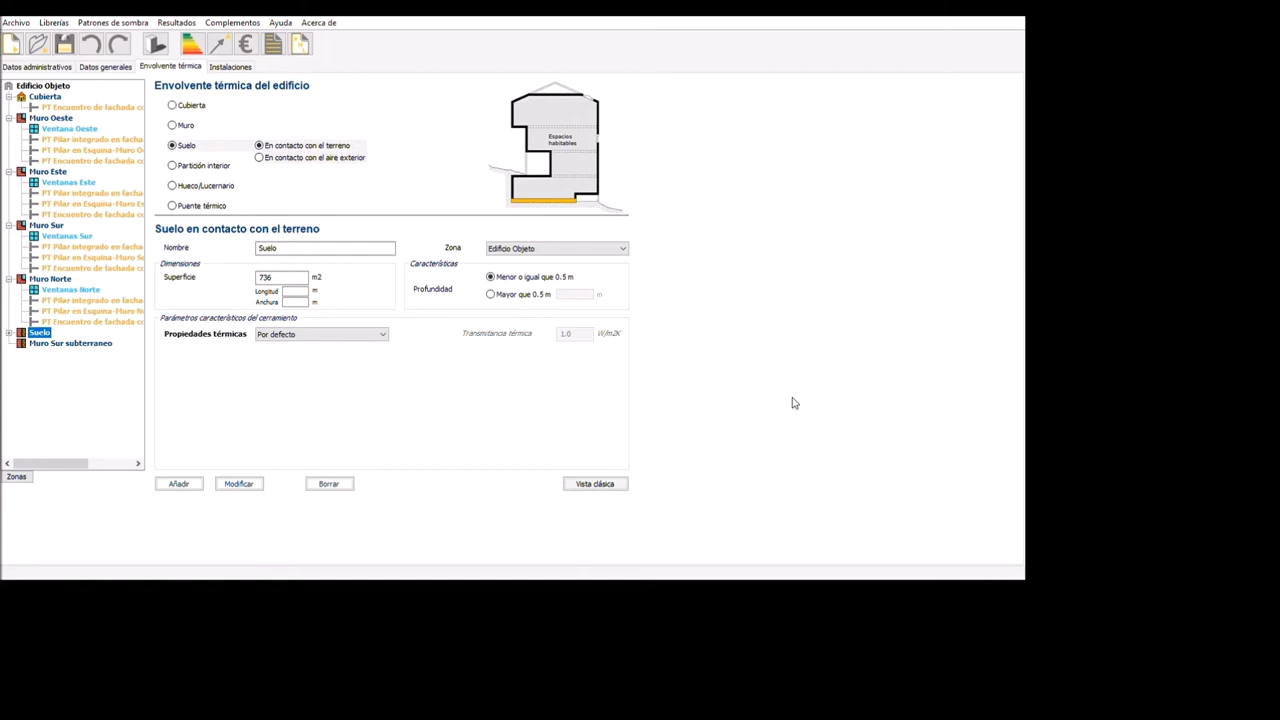 Archivo Librerías Patrones de sombra Resultados Complementos Ayuda Acerca de
Datos administrativos Datos generales Envolvente térmica Instalaciones
Edificio Objeto
Cubierta
PT Encuentro de fachada co
Muro Oeste
Ventana Oeste
PT Pilar integrado en facha
PT Pilar en Esquina-Muro O
PT Encuentro de fachada co
Muro Este
Ventanas Este
PT Pilar integrado en facha
PT Pilar en Esquina-Muro Es
PT Encuentro de fachada co
Muro Sur
Ventanas Sur
PT Pilar integrado en facha
PT Pilar en Esquina-Muro Se
PT Encuentro de fachada co
Muro Norte
Ventanas Norte
PT Pilar integrado en facha
PT Pilar en Esquina-Muro No
PT Encuentro de fachada co
Suelo
Muro Sur subterraneo
Zonas
Envolvente térmica del edificio
Cubierta
Muro
Suelo En contacto con el terreno
En contacto con el aire exterior
Partición interior
Hueco/Lucernario
Puente térmico
Espacios
habitables
Suelo en contacto con el terreno
Nombre Suelo Zona Edificio Objeto
Dimensiones Características
Superficie 736 m2 Menor o igual que 0.5 m
Profundidad
Longitud m Mayor que 0.5 m m
Anchura m
Parámetros característicos del cerramiento
Propiedades térmicas Por defecto Transmitancia térmica 1.0 W/m2K
Añadir Modificar Borrar Vista clásica